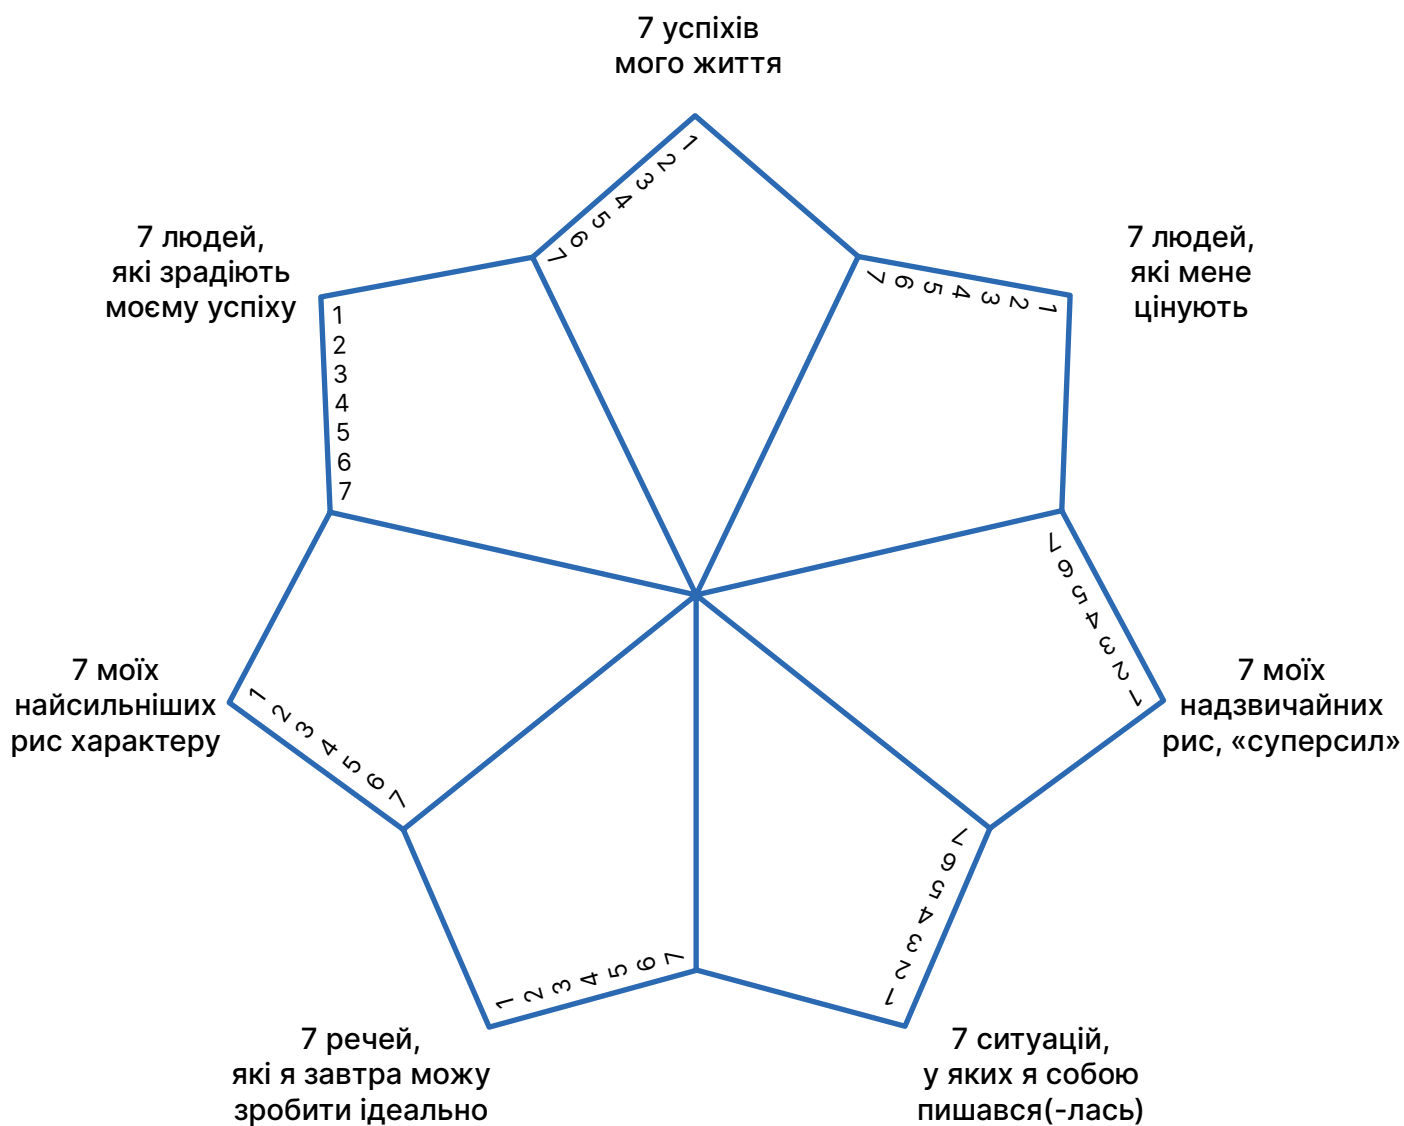 7 успіхів
мого життя
1
2
3
4
5
6
7
7 людей,
які мене
цінують
1
2
3
4
5
6
7
7 моїх
надзвичайних
рис, «суперсил»
1
2
3
4
5
6
7
7 ситуацій,
у яких я собою
пишався(-лась)
1
2
3
4
5
6
7
7 речей,
які я завтра можу
зробити ідеально
1
2
3
4
5
6
7
7 моїх
найсильніших
рис характеру
1
2
3
4
5
6
7
7 людей,
які зрадіють
моєму успіху
1
2
3
4
5
6
7